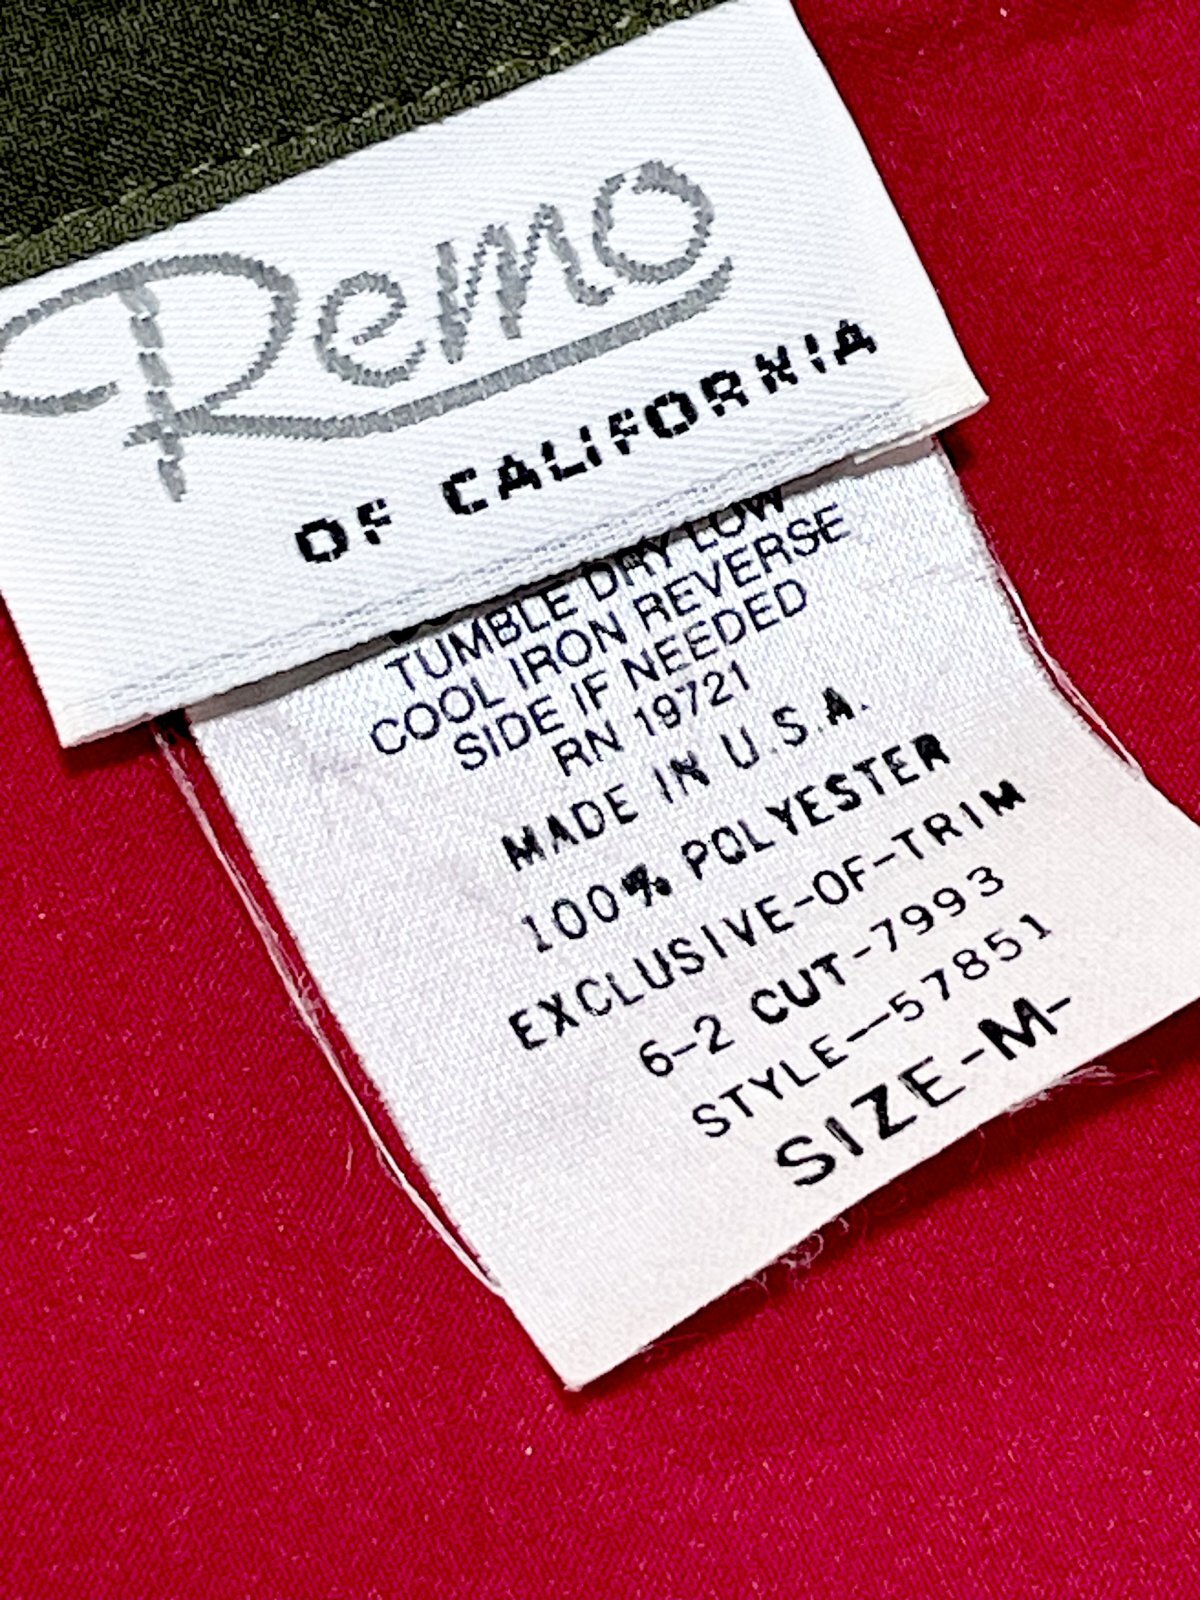 Remo
OF CALIFORNIA
TUMBLE DRY LOW
COOL IRON REVERSE
SIDE IF NEEDED
RN 19721
MADE IN U.S.A.
100% POLYESTER
EXCLUSIVE-OF-TRIM
6-2 CUT-7993
STYLE--57851
SIZE-M-